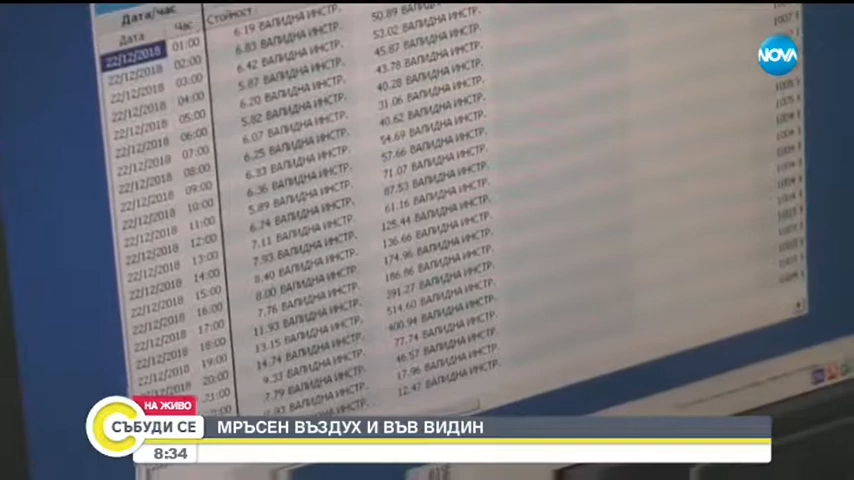 Дата/час
Стойност
Дата Час
NOVA
22/12/2018 01:00 6.19 ВАЛИДНА ИНСТР. 50.89 ВАЛИДНА ИНСТР.
22/12/2018 02:00 6.83 ВАЛИДНА ИНСТР. 53.02 ВАЛИДНА ИНСТР.
22/12/2018 03:00 6.42 ВАЛИДНА ИНСТР. 45.87 ВАЛИДНА ИНСТР.
22/12/2018 04:00 5.87 ВАЛИДНА ИНСТР. 43.78 ВАЛИДНА ИНСТР.
22/12/2018 05:00 6.20 ВАЛИДНА ИНСТР. 40.28 ВАЛИДНА ИНСТР.
22/12/2018 06:00 5.82 ВАЛИДНА ИНСТР. 31.06 ВАЛИДНА ИНСТР.
22/12/2018 07:00 6.07 ВАЛИДНА ИНСТР. 40.62 ВАЛИДНА ИНСТР.
22/12/2018 08:00 6.25 ВАЛИДНА ИНСТР. 54.69 ВАЛИДНА ИНСТР.
22/12/2018 09:00 6.33 ВАЛИДНА ИНСТР. 57.66 ВАЛИДНА ИНСТР.
22/12/2018 10:00 6.36 ВАЛИДНА ИНСТР. 71.07 ВАЛИДНА ИНСТР.
22/12/2018 11:00 5.89 ВАЛИДНА ИНСТР. 87.53 ВАЛИДНА ИНСТР.
22/12/2018 12:00 6.74 ВАЛИДНА ИНСТР. 61.16 ВАЛИДНА ИНСТР.
22/12/2018 13:00 7.11 ВАЛИДНА ИНСТР. 125.44 ВАЛИДНА ИНСТР.
22/12/2018 14:00 7.93 ВАЛИДНА ИНСТР. 136.66 ВАЛИДНА ИНСТР.
22/12/2018 15:00 8.40 ВАЛИДНА ИНСТР. 174.96 ВАЛИДНА ИНСТР.
22/12/2018 16:00 8.00 ВАЛИДНА ИНСТР. 186.86 ВАЛИДНА ИНСТР.
22/12/2018 17:00 7.76 ВАЛИДНА ИНСТР. 391.27 ВАЛИДНА ИНСТР.
22/12/2018 18:00 11.93 ВАЛИДНА ИНСТР. 514.60 ВАЛИДНА ИНСТР.
22/12/2018 19:00 13.15 ВАЛИДНА ИНСТР. 400.94 ВАЛИДНА ИНСТР.
22/12/2018 20:00 14.74 ВАЛИДНА ИНСТР. 77.74 ВАЛИДНА ИНСТР.
21:00 9.33 ВАЛИДНА ИНСТР. 46.57 ВАЛИДНА ИНСТР.
7.79 ВАЛИДНА ИНСТР. 17.96 ВАЛИДНА ИНСТР.
ВАЛИДНА ИНСТР. 12.47 ВАЛИДНА ИНСТР.
НА ЖИВО
СЪБУДИ СЕ
МРЪСЕН ВЪЗДУХ И ВЪВ ВИДИН
8:34